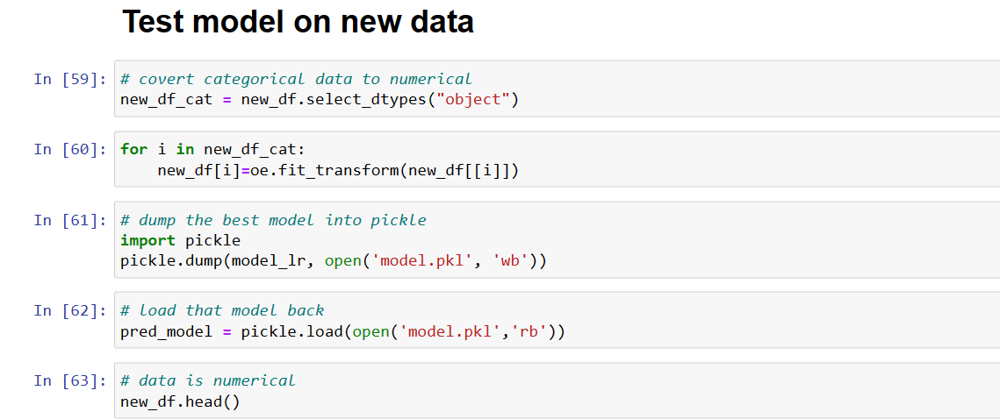 Test model on new data
In [59]: # covert categorical data to numerical
new_df_cat = new_df.select_dtypes("object")
In [60]: for i in new_df_cat:
    new_df[i]=oe.fit_transform(new_df[[i]])
In [61]: # dump the best model into pickle
import pickle
pickle.dump(model_lr, open('model.pkl', 'wb'))
In [62]: # load that model back
pred_model = pickle.load(open('model.pkl','rb'))
In [63]: # data is numerical
new_df.head()